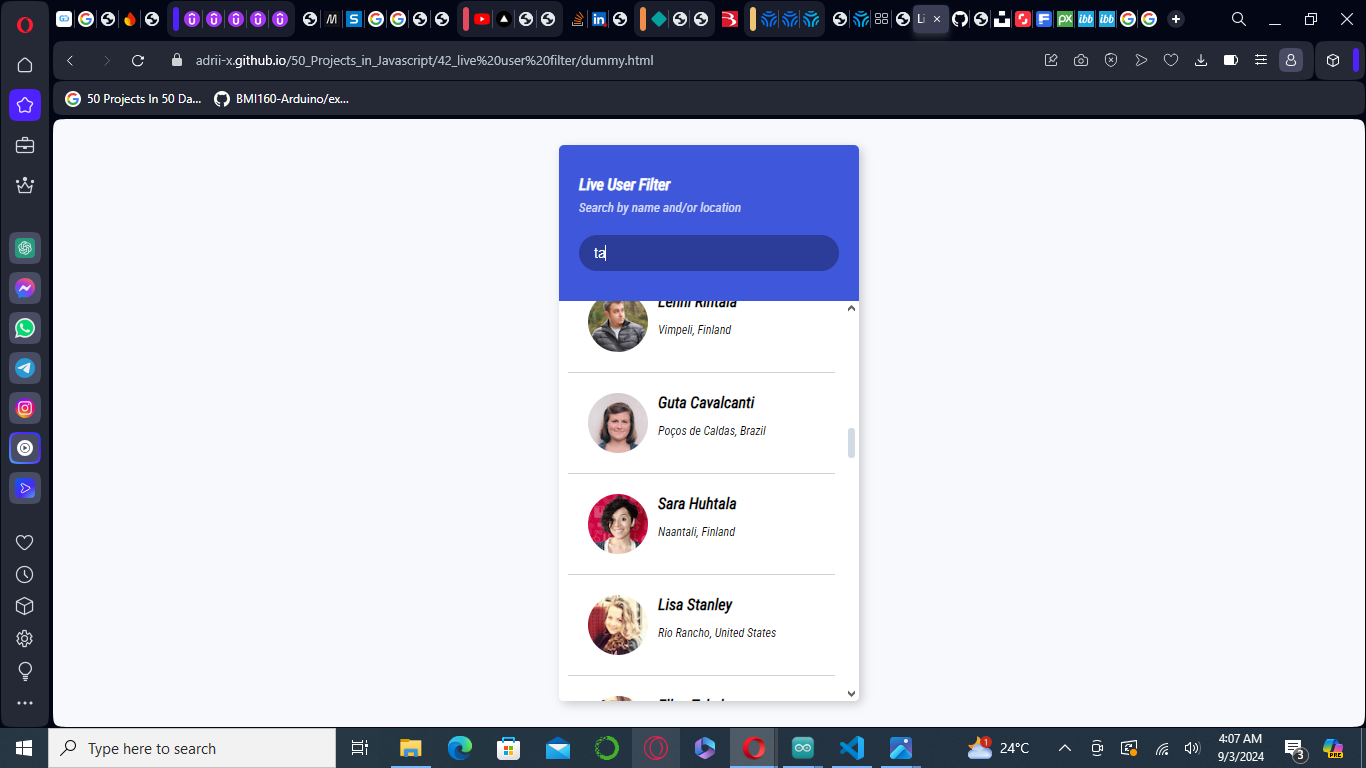 Li
adrii-x.github.io/50_Projects_in_Javascript/42_live%20user%20filter/dummy.html
50 Projects In 50 Da... BMI160-Arduino/ex...
Live User Filter
Search by name and/or location
ta
Lenni Rintala
Vimpeli, Finland
Guta Cavalcanti
Poços de Caldas, Brazil
Sara Huhtala
Naantali, Finland
Lisa Stanley
Rio Rancho, United States
Type here to search
1
24°C
4:07 AM
9/3/2024
3
PRE